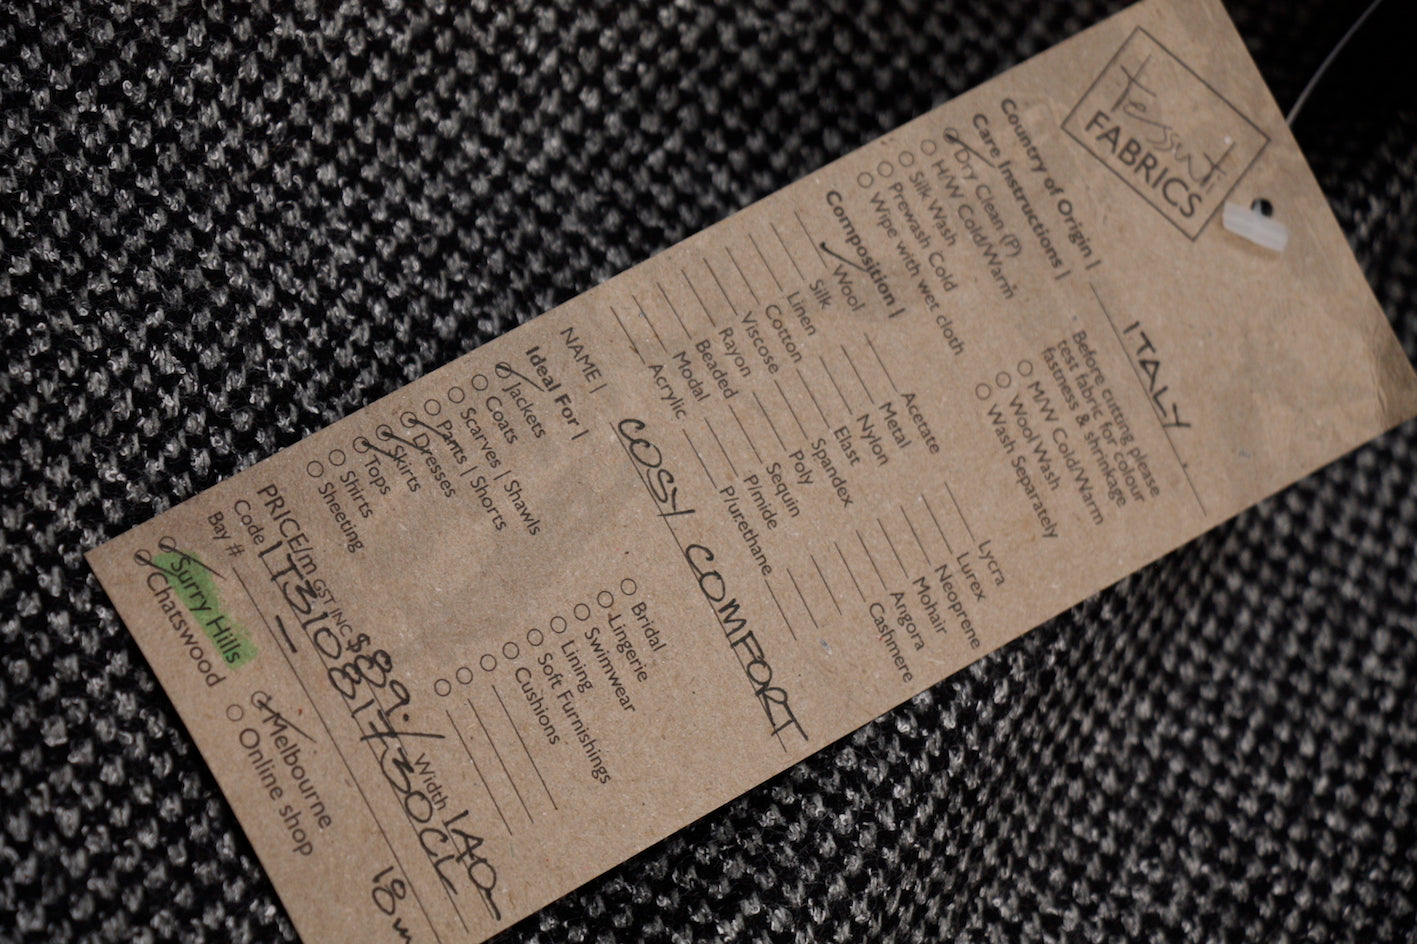 Tessuti
FABRICS
Country of Origin | ITALY
Care Instructions |
Dry Clean (P)
H/W Cold/Warm
Silk Wash
Prewash Cold
Wipe with wet cloth
Before cutting please
test fabric for colour
fastness & shrinkage
M/W Cold/Warm
Wool Wash
Wash Separately
Composition |
Wool
Silk
Linen
Cotton
Viscose
Rayon
Beaded
Modal
Acrylic
Acetate
Metal
Nylon
Elast
Spandex
Poly
Sequin
P/mide
P/urethane
Lycra
Lurex
Neoprene
Mohair
Angora
Cashmere
NAME | COSY COMFORT
Ideal For |
Jackets
Coats
Scarves | Shawls
Pants | Shorts
Dresses
Skirts
Tops
Shirts
Sheeting
Bridal
Lingerie
Swimwear
Lining
Soft Furnishings
Cushions
PRICE/m GST INC $89./ Width 140
Code
Bay # 18m
Surry Hills
Chatswood
Melbourne
Online shop